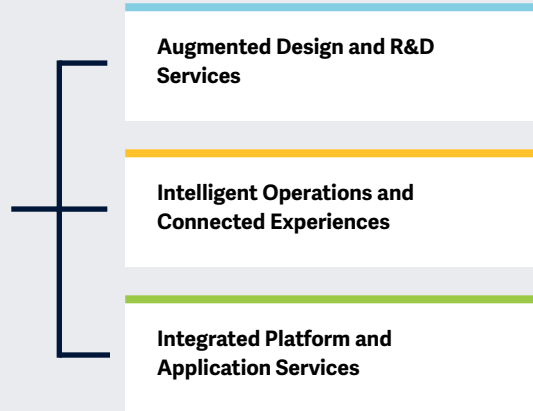 Augmented Design and R&D
Services
Intelligent Operations and
Connected Experiences
Integrated Platform and
Application Services